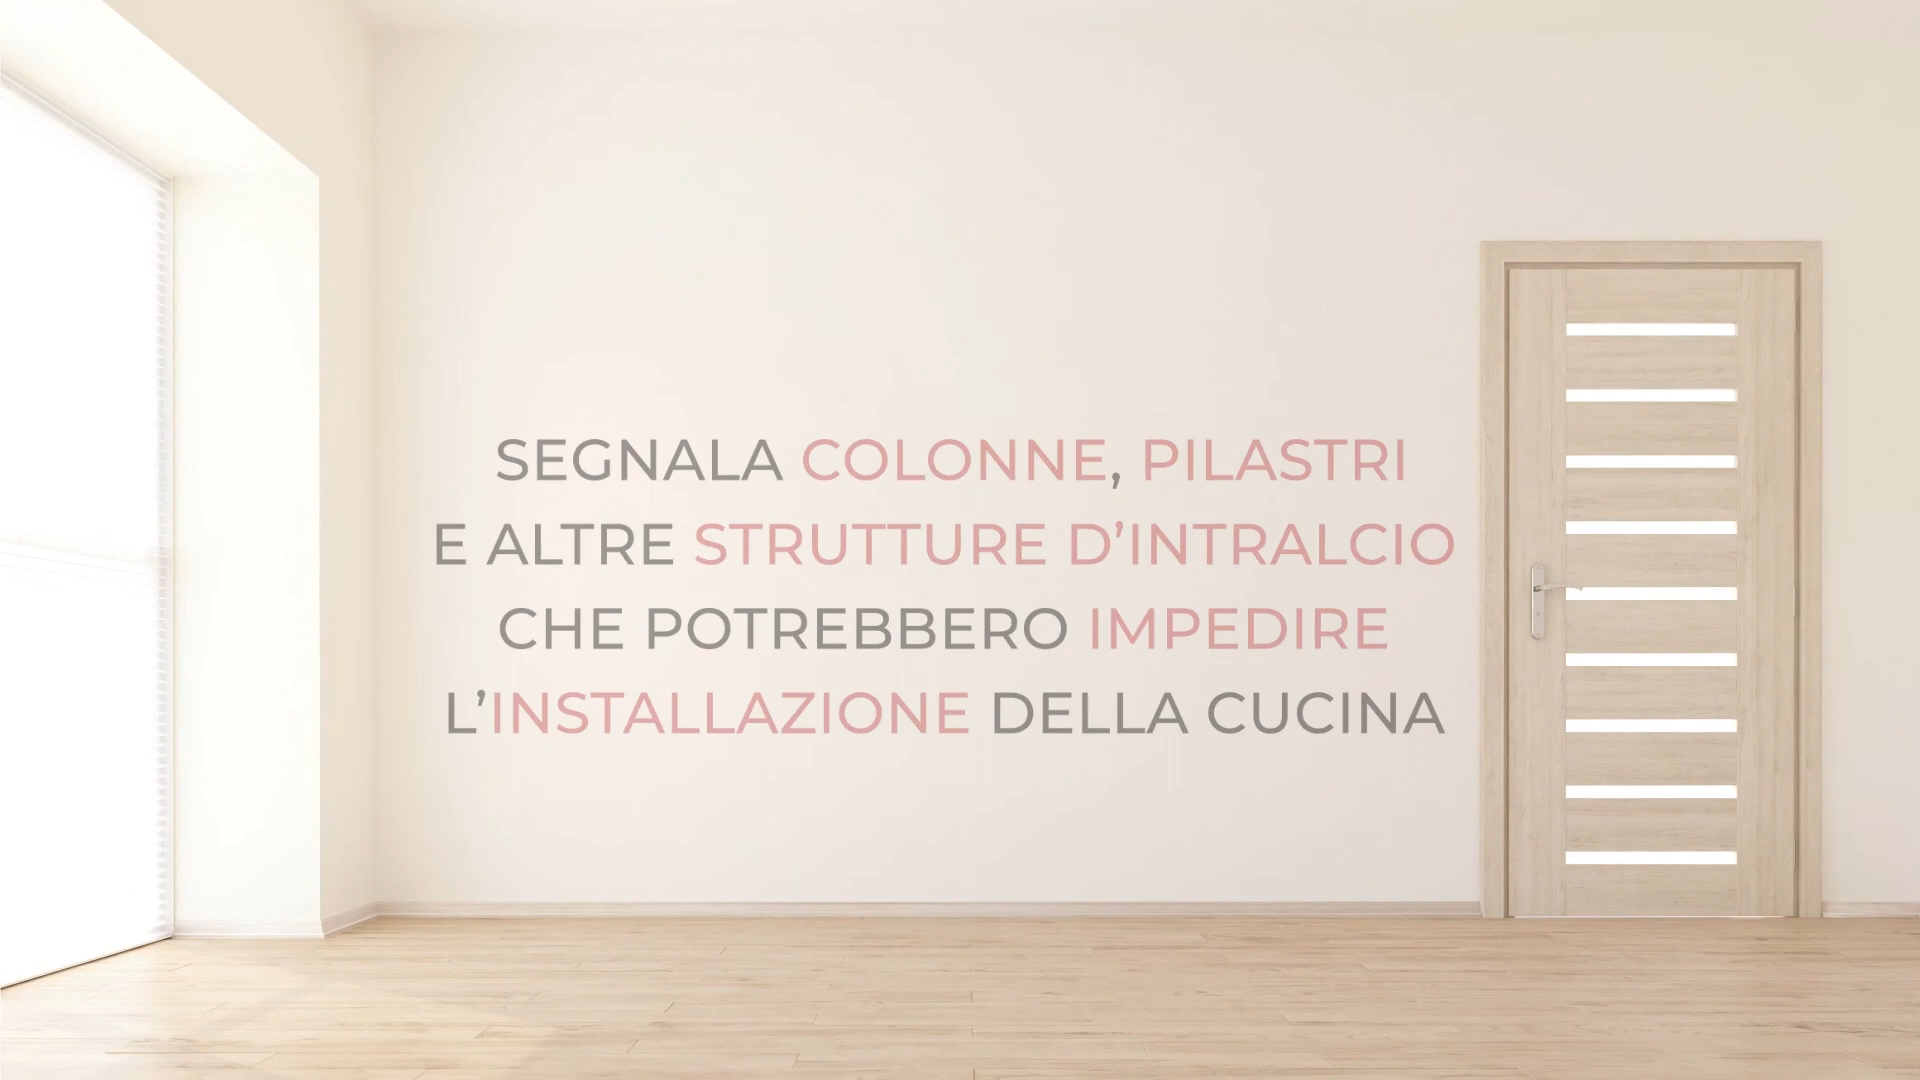 SEGNALA COLONNE, PILASTRI
E ALTRE STRUTTURE D’INTRALCIO
CHE POTREBBERO IMPEDIRE
L’INSTALLAZIONE DELLA CUCINA